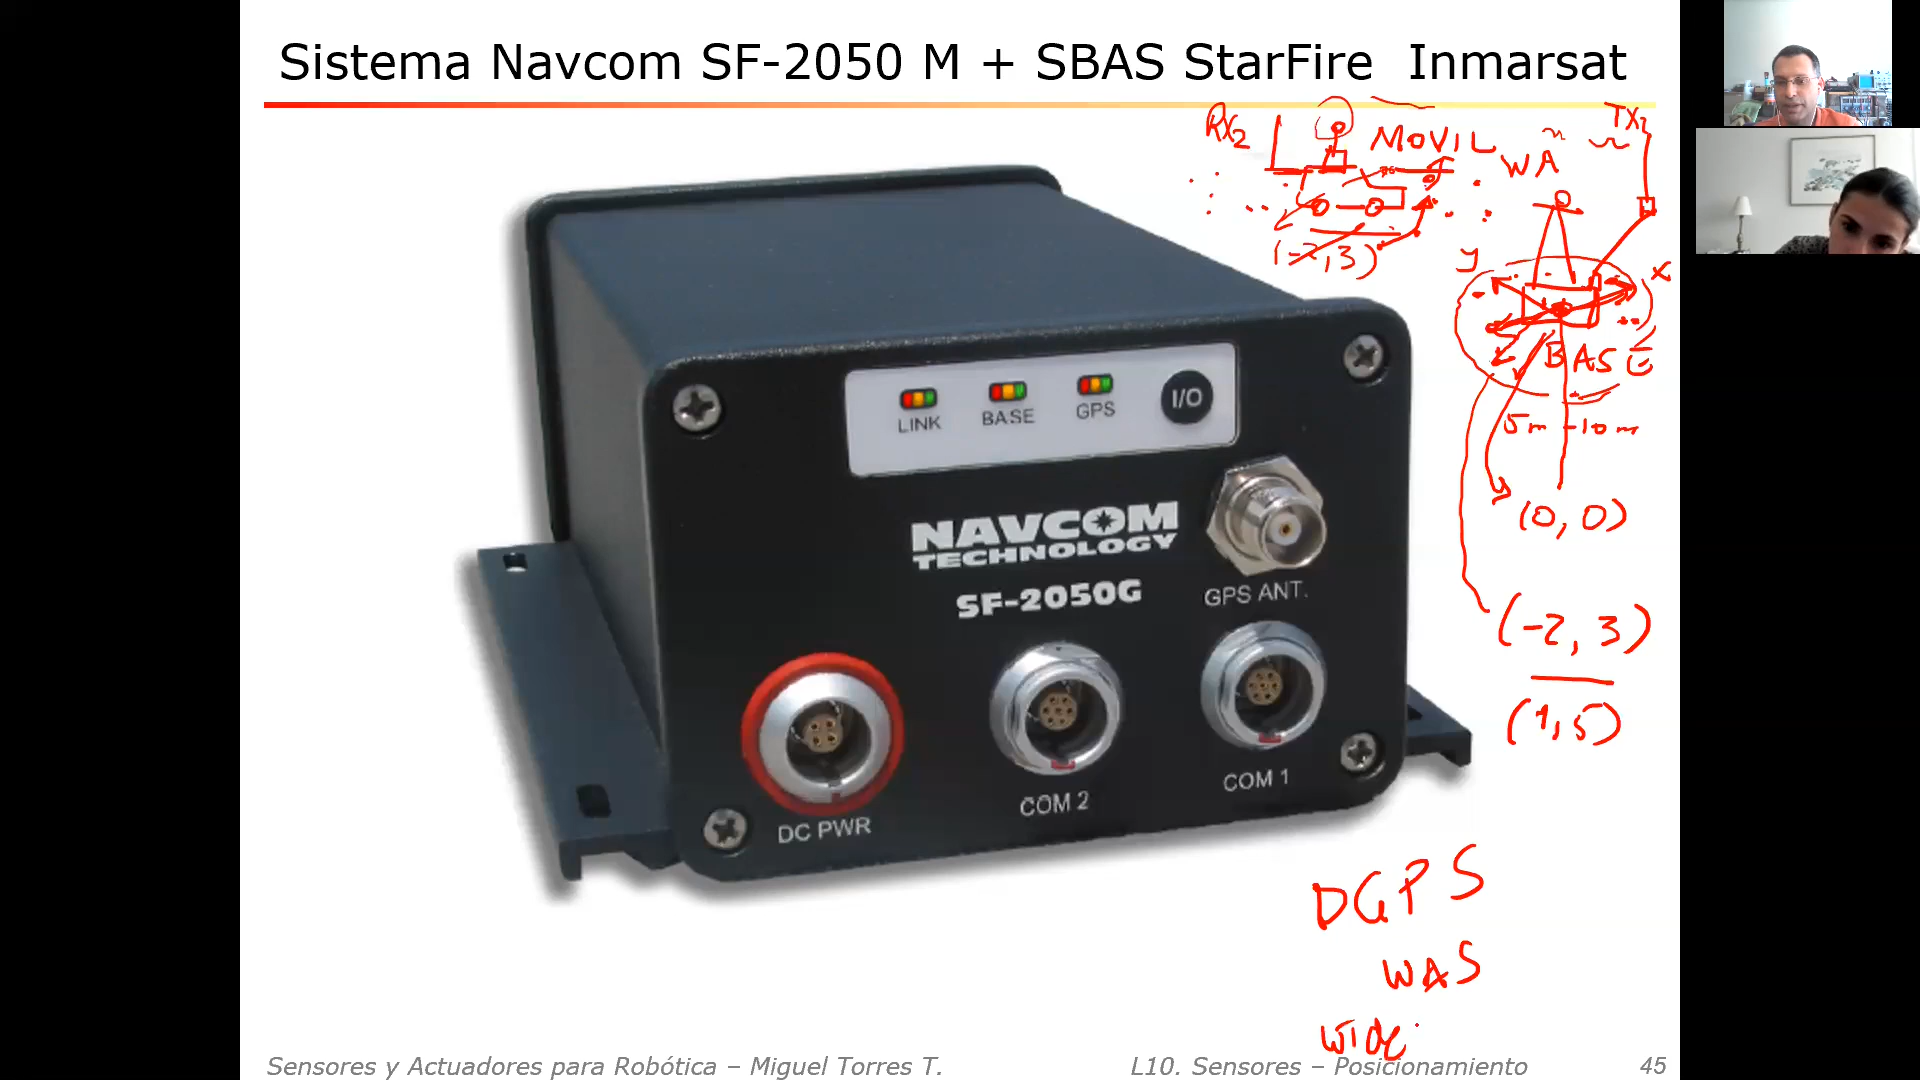 Sistema Navcom SF-2050 M + SBAS StarFire Inmarsat
RX2
MOVIL
WA
TX2
(-2,3)
y
x
BASE
5m -10m
(0,0)
(-2,3)
(1,5)
LINK
BASE
GPS
I/O
NAVCOM
TECHNOLOGY
SF-2050G
GPS ANT.
DC PWR
COM 2
COM 1
DGPS
WAS
wide
Sensores y Actuadores para Robótica – Miguel Torres T.
L10. Sensores – Posicionamiento
45